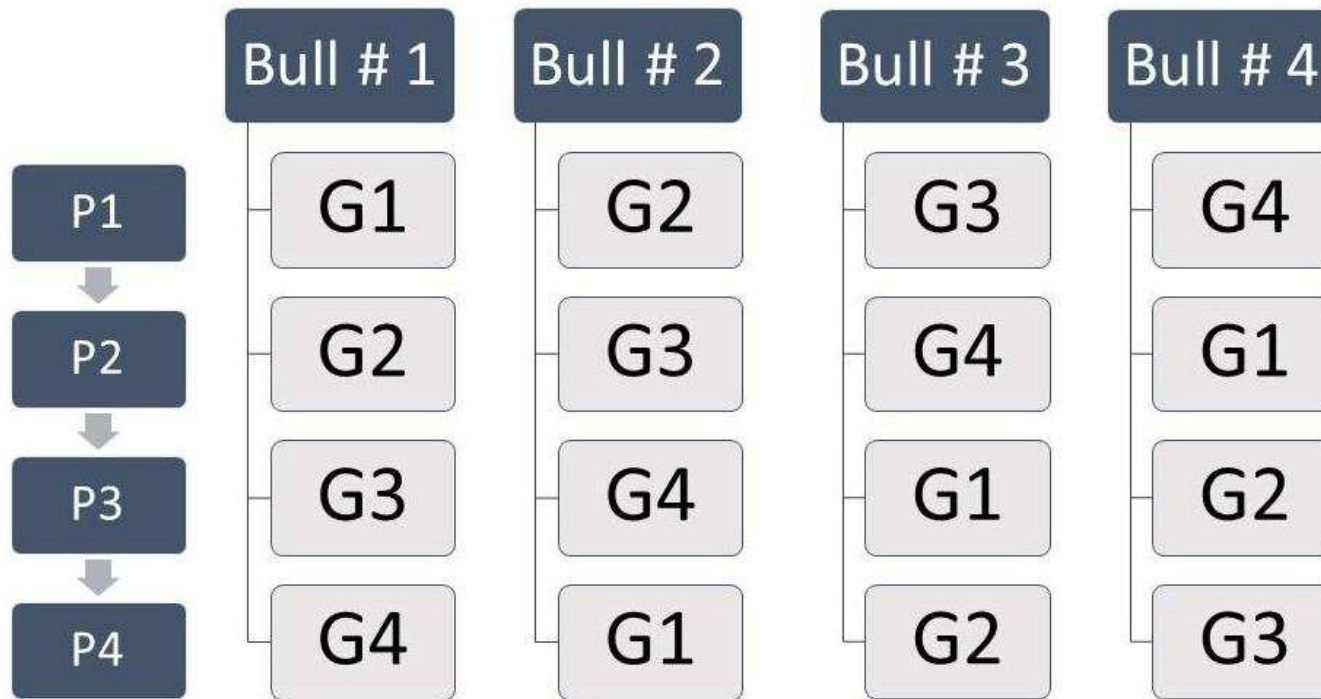 Bull # 1 Bull # 2 Bull # 3 Bull # 4
P1 G1 G2 G3 G4
P2 G2 G3 G4 G1
P3 G3 G4 G1 G2
P4 G4 G1 G2 G3